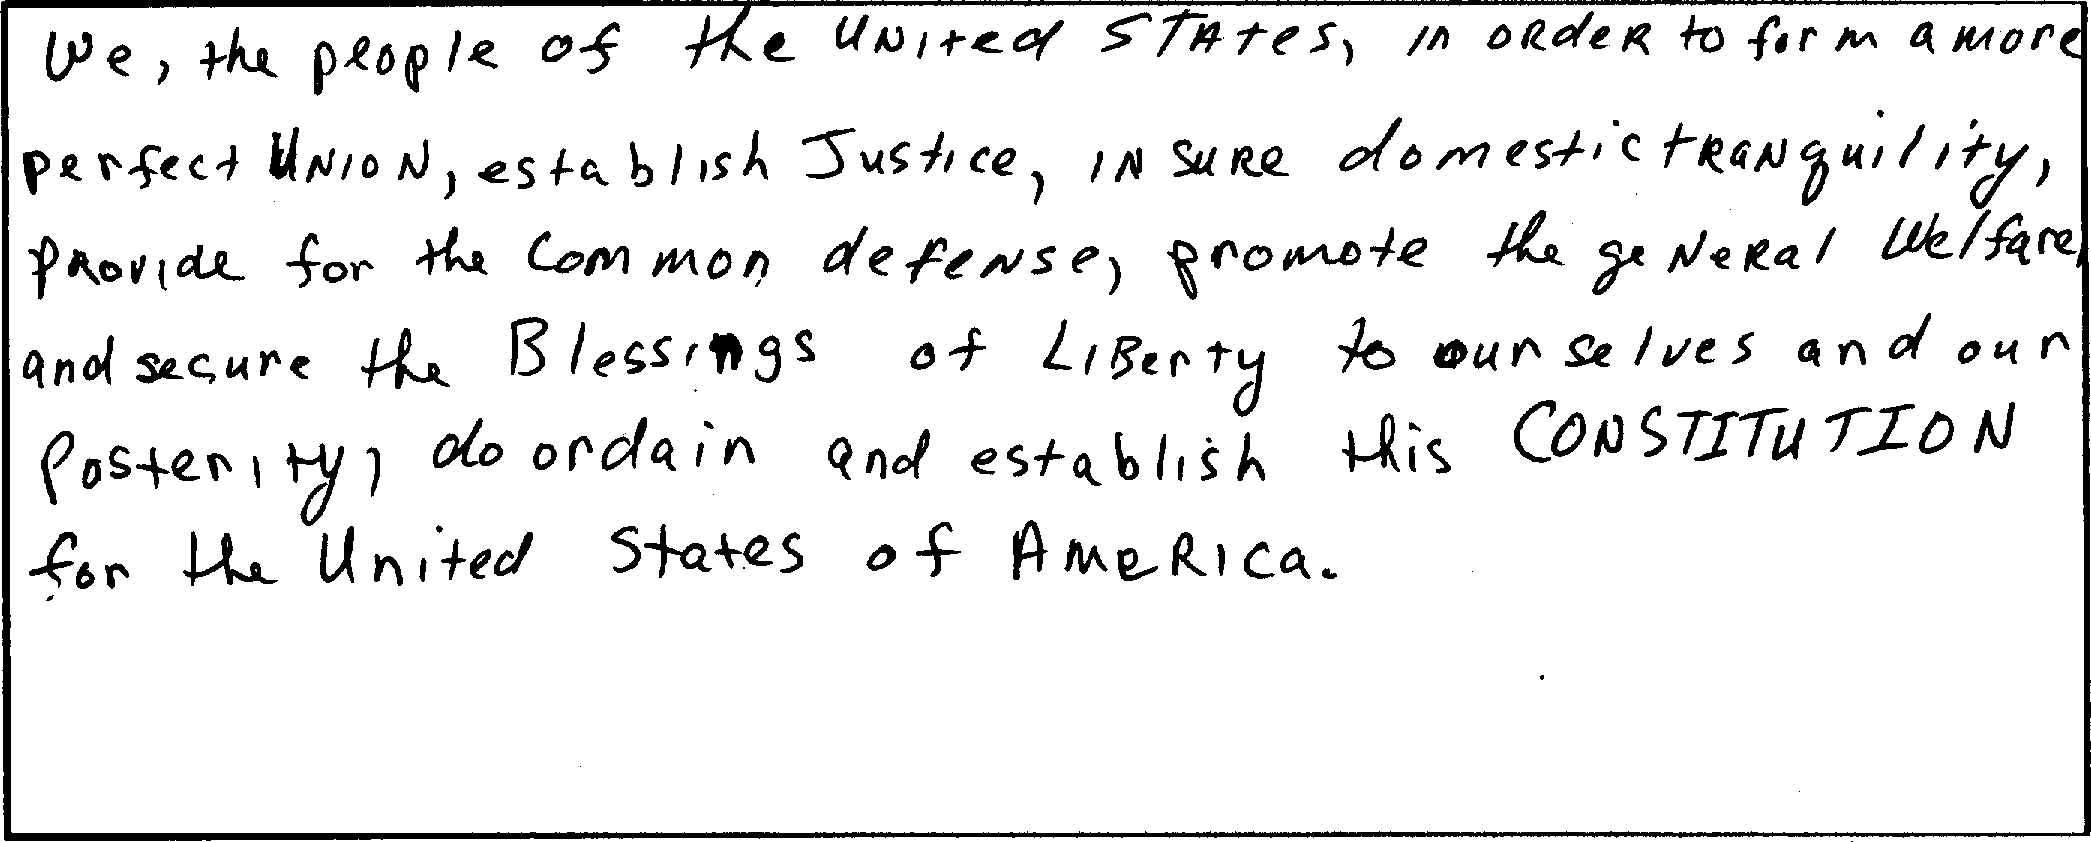 We, the people of the United States, in order to form a more
perfect Union, establish Justice, insure domestic tranquility,
provide for the Common defense, promote the general Welfare,
and secure the Blessings of Liberty to ourselves and our
Posterity, do ordain and establish this CONSTITUTION
for the United States of America.